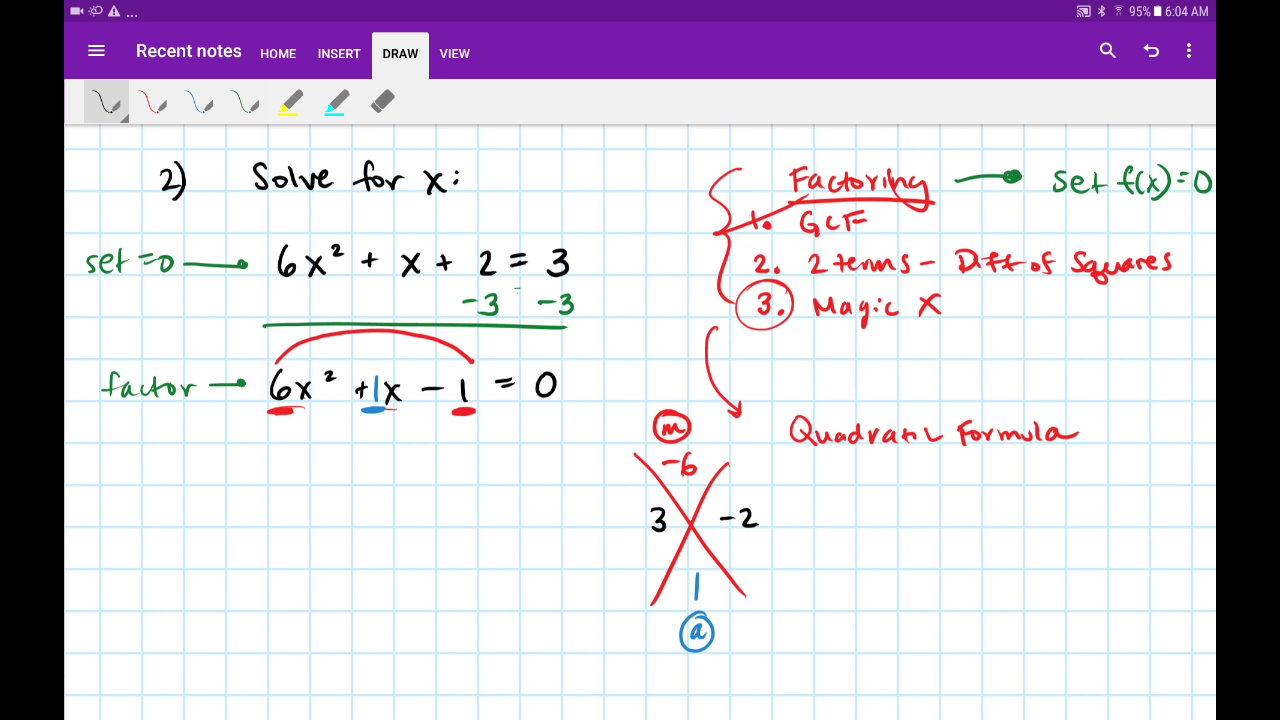 ... 95% 6:04 AM
Recent notes HOME INSERT DRAW VIEW
2) Solve for x:
set =0 6x² + x + 2 = 3
-3 -3
factor 6x² +1x - 1 = 0
Factoring set f(x)=0
1. GCF
2. 2 terms - Diff of Squares
3. Magic X
Quadratic Formula
m
-6
3 -2
1
a